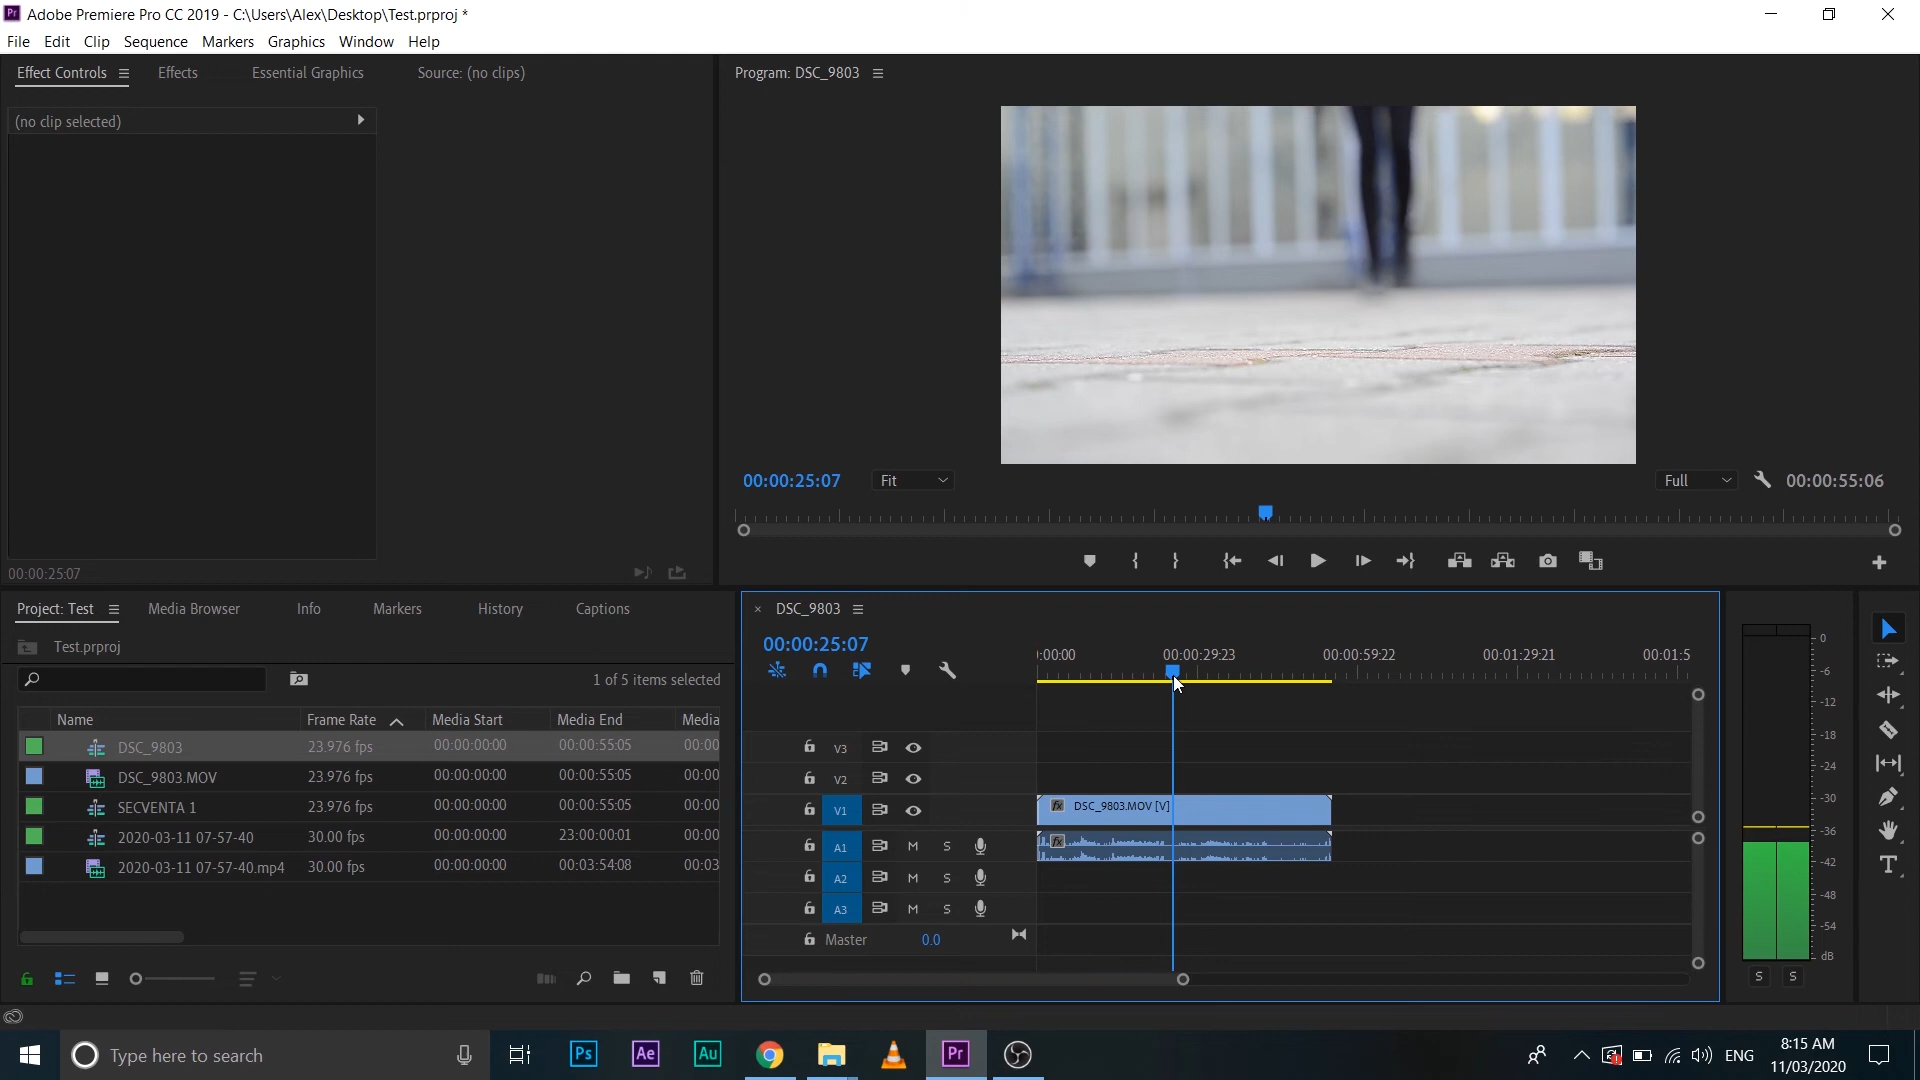 Pr Adobe Premiere Pro CC 2019 - C:\Users\Alex\Desktop\Test.prproj *
File Edit Clip Sequence Markers Graphics Window Help
Effect Controls Effects Essential Graphics Source: (no clips)
(no clip selected)
00:00:25:07
Program: DSC_9803
00:00:25:07 Fit Full 00:00:55:06
Project: Test Media Browser Info Markers History Captions
Test.prproj
1 of 5 items selected
Name Frame Rate Media Start Media End Media
DSC_9803 23.976 fps 00:00:00:00 00:00:55:05 00:00
DSC_9803.MOV 23.976 fps 00:00:00:00 00:00:55:05 00:00
SECVENTA 1 23.976 fps 00:00:00:00 00:00:55:05 00:00
2020-03-11 07-57-40 30.00 fps 00:00:00:00 23:00:00:01 00:00
2020-03-11 07-57-40.mp4 30.00 fps 00:00:00:00 00:03:54:08 00:03
× DSC_9803
00:00:25:07
:00:00 00:00:29:23 00:00:59:22 00:01:29:21 00:01:5
V3
V2
V1 fx DSC_9803.MOV [V]
A1 M S fx
A2 M S
A3 M S
Master 0.0
0
-6
-12
-18
-24
-30
-36
-42
-48
-54
dB
S S
T
Type here to search
Ps Ae Au Pr
ENG
8:15 AM
11/03/2020